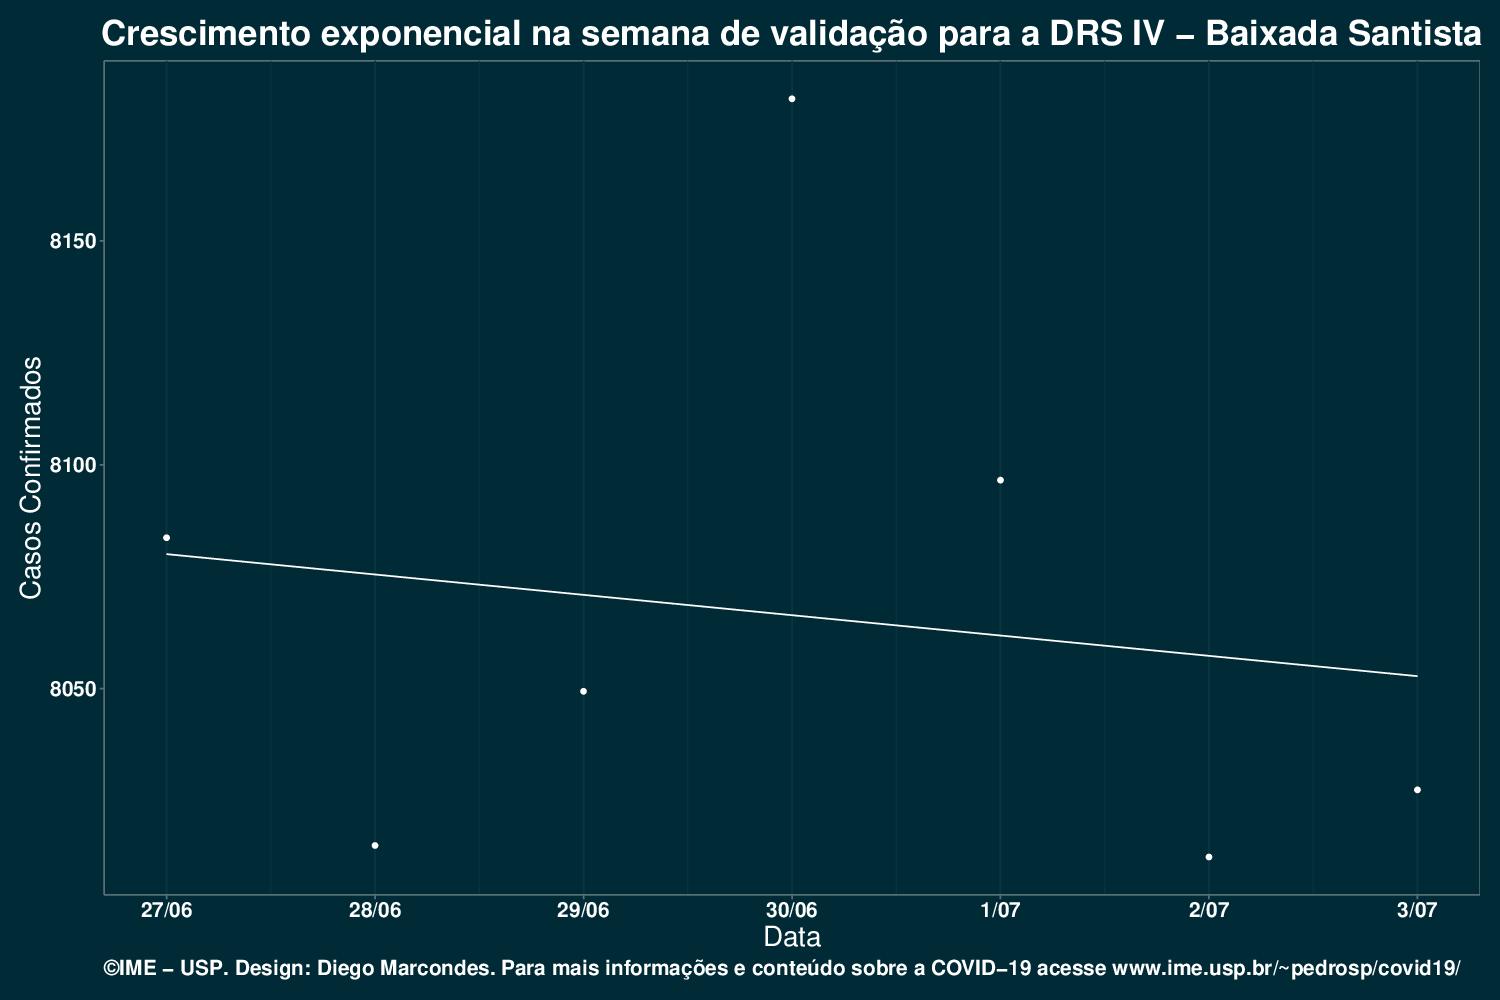 Crescimento exponencial na semana de validação para a DRS IV – Baixada Santista
Casos Confirmados
8150
8100
8050
27/06 28/06 29/06 30/06 1/07 2/07 3/07
Data
©IME – USP. Design: Diego Marcondes. Para mais informações e conteúdo sobre a COVID–19 acesse www.ime.usp.br/~pedrosp/covid19/